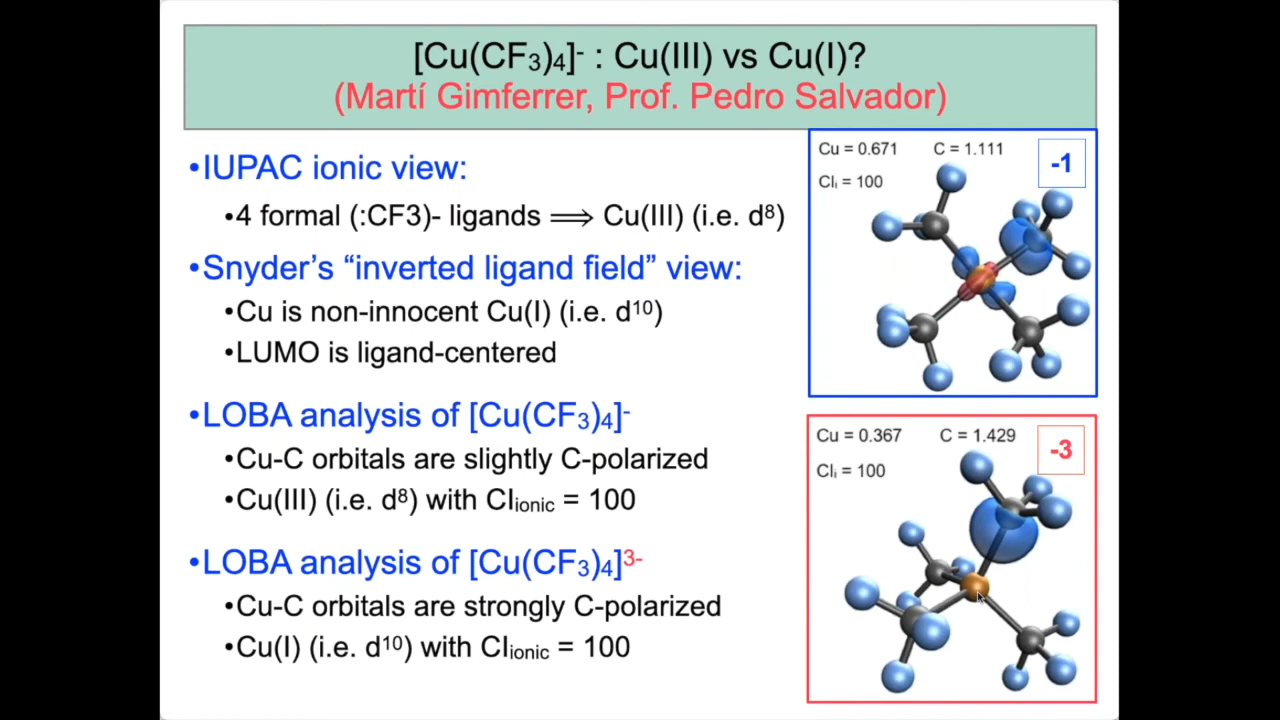 [Cu(CF₃)₄]⁻ : Cu(III) vs Cu(I)?
(Martí Gimferrer, Prof. Pedro Salvador)
•IUPAC ionic view:
•4 formal (:CF3)- ligands ⟹ Cu(III) (i.e. d⁸)
•Snyder’s “inverted ligand field” view:
•Cu is non-innocent Cu(I) (i.e. d¹⁰)
•LUMO is ligand-centered
•LOBA analysis of [Cu(CF₃)₄]⁻
•Cu-C orbitals are slightly C-polarized
•Cu(III) (i.e. d⁸) with CIᵢₒₙᵢc = 100
•LOBA analysis of [Cu(CF₃)₄]³⁻
•Cu-C orbitals are strongly C-polarized
•Cu(I) (i.e. d¹⁰) with CIᵢₒₙᵢc = 100
Cu = 0.671 C = 1.111
-1
CIᵢ = 100
Cu = 0.367 C = 1.429
-3
CIᵢ = 100